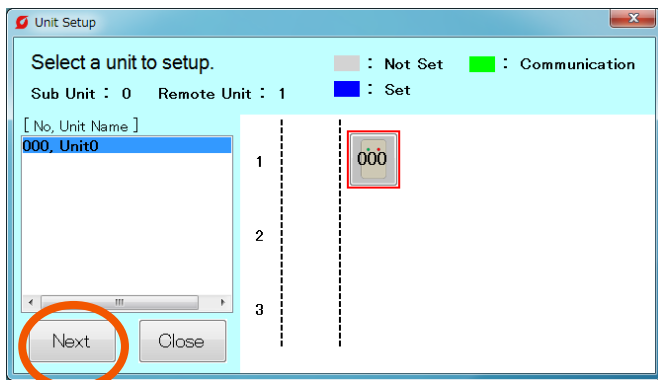 Unit Setup
Select a unit to setup.
Sub Unit : 0 Remote Unit : 1
: Not Set
: Communication
: Set
[ No, Unit Name ]
000, Unit0
1
000
2
3
Next
Close